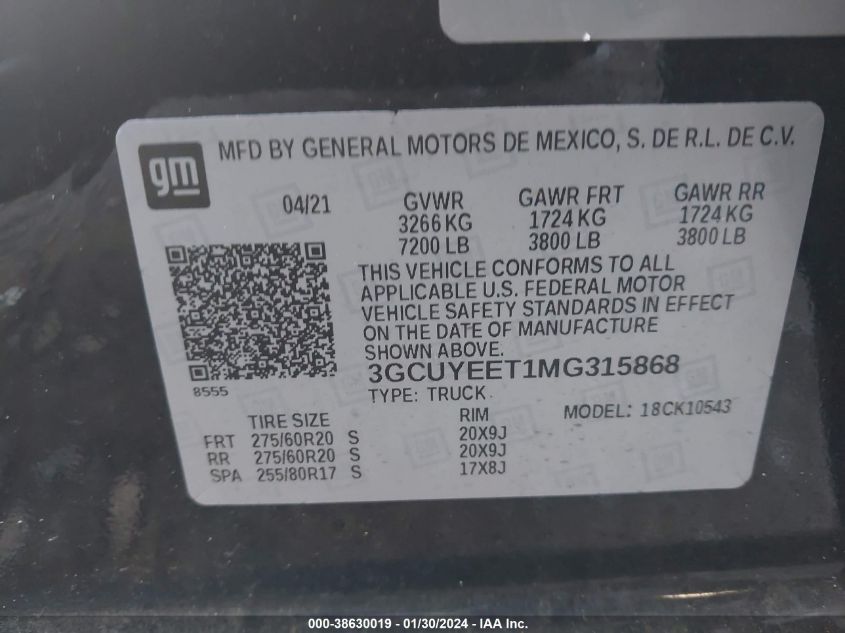 gm
MFD BY GENERAL MOTORS DE MEXICO, S. DE R.L. DE C.V.
04/21 GVWR GAWR FRT GAWR RR
3266 KG 1724 KG 1724 KG
7200 LB 3800 LB 3800 LB
THIS VEHICLE CONFORMS TO ALL
APPLICABLE U.S. FEDERAL MOTOR
VEHICLE SAFETY STANDARDS IN EFFECT
ON THE DATE OF MANUFACTURE
SHOWN ABOVE.
8555
3GCUYEET1MG315868
TYPE: TRUCK MODEL: 18CK10543
TIRE SIZE RIM
FRT 275/60R20 S 20X9J
RR 275/60R20 S 20X9J
SPA 255/80R17 S 17X8J
000-38630019 - 01/30/2024 - IAA Inc.